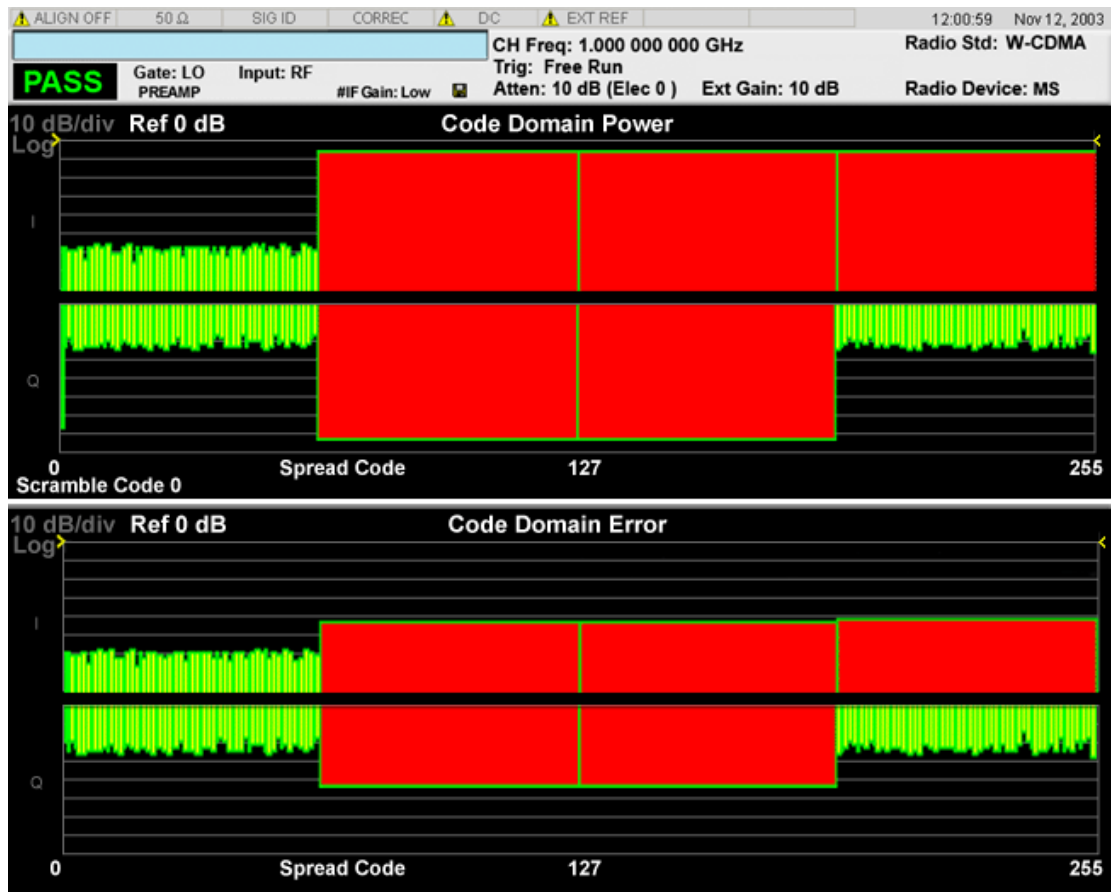 ALIGN OFF 50 Ω SIG ID CORREC DC EXT REF 12:00:59 Nov 12, 2003
CH Freq: 1.000 000 000 GHz Radio Std: W-CDMA
PASS Gate: LO Input: RF Trig: Free Run
PREAMP #IF Gain: Low Atten: 10 dB (Elec 0 ) Ext Gain: 10 dB Radio Device: MS
10 dB/div Ref 0 dB Code Domain Power
Log
I
Q
0 Spread Code 127 255
Scramble Code 0
10 dB/div Ref 0 dB Code Domain Error
Log
I
Q
0 Spread Code 127 255